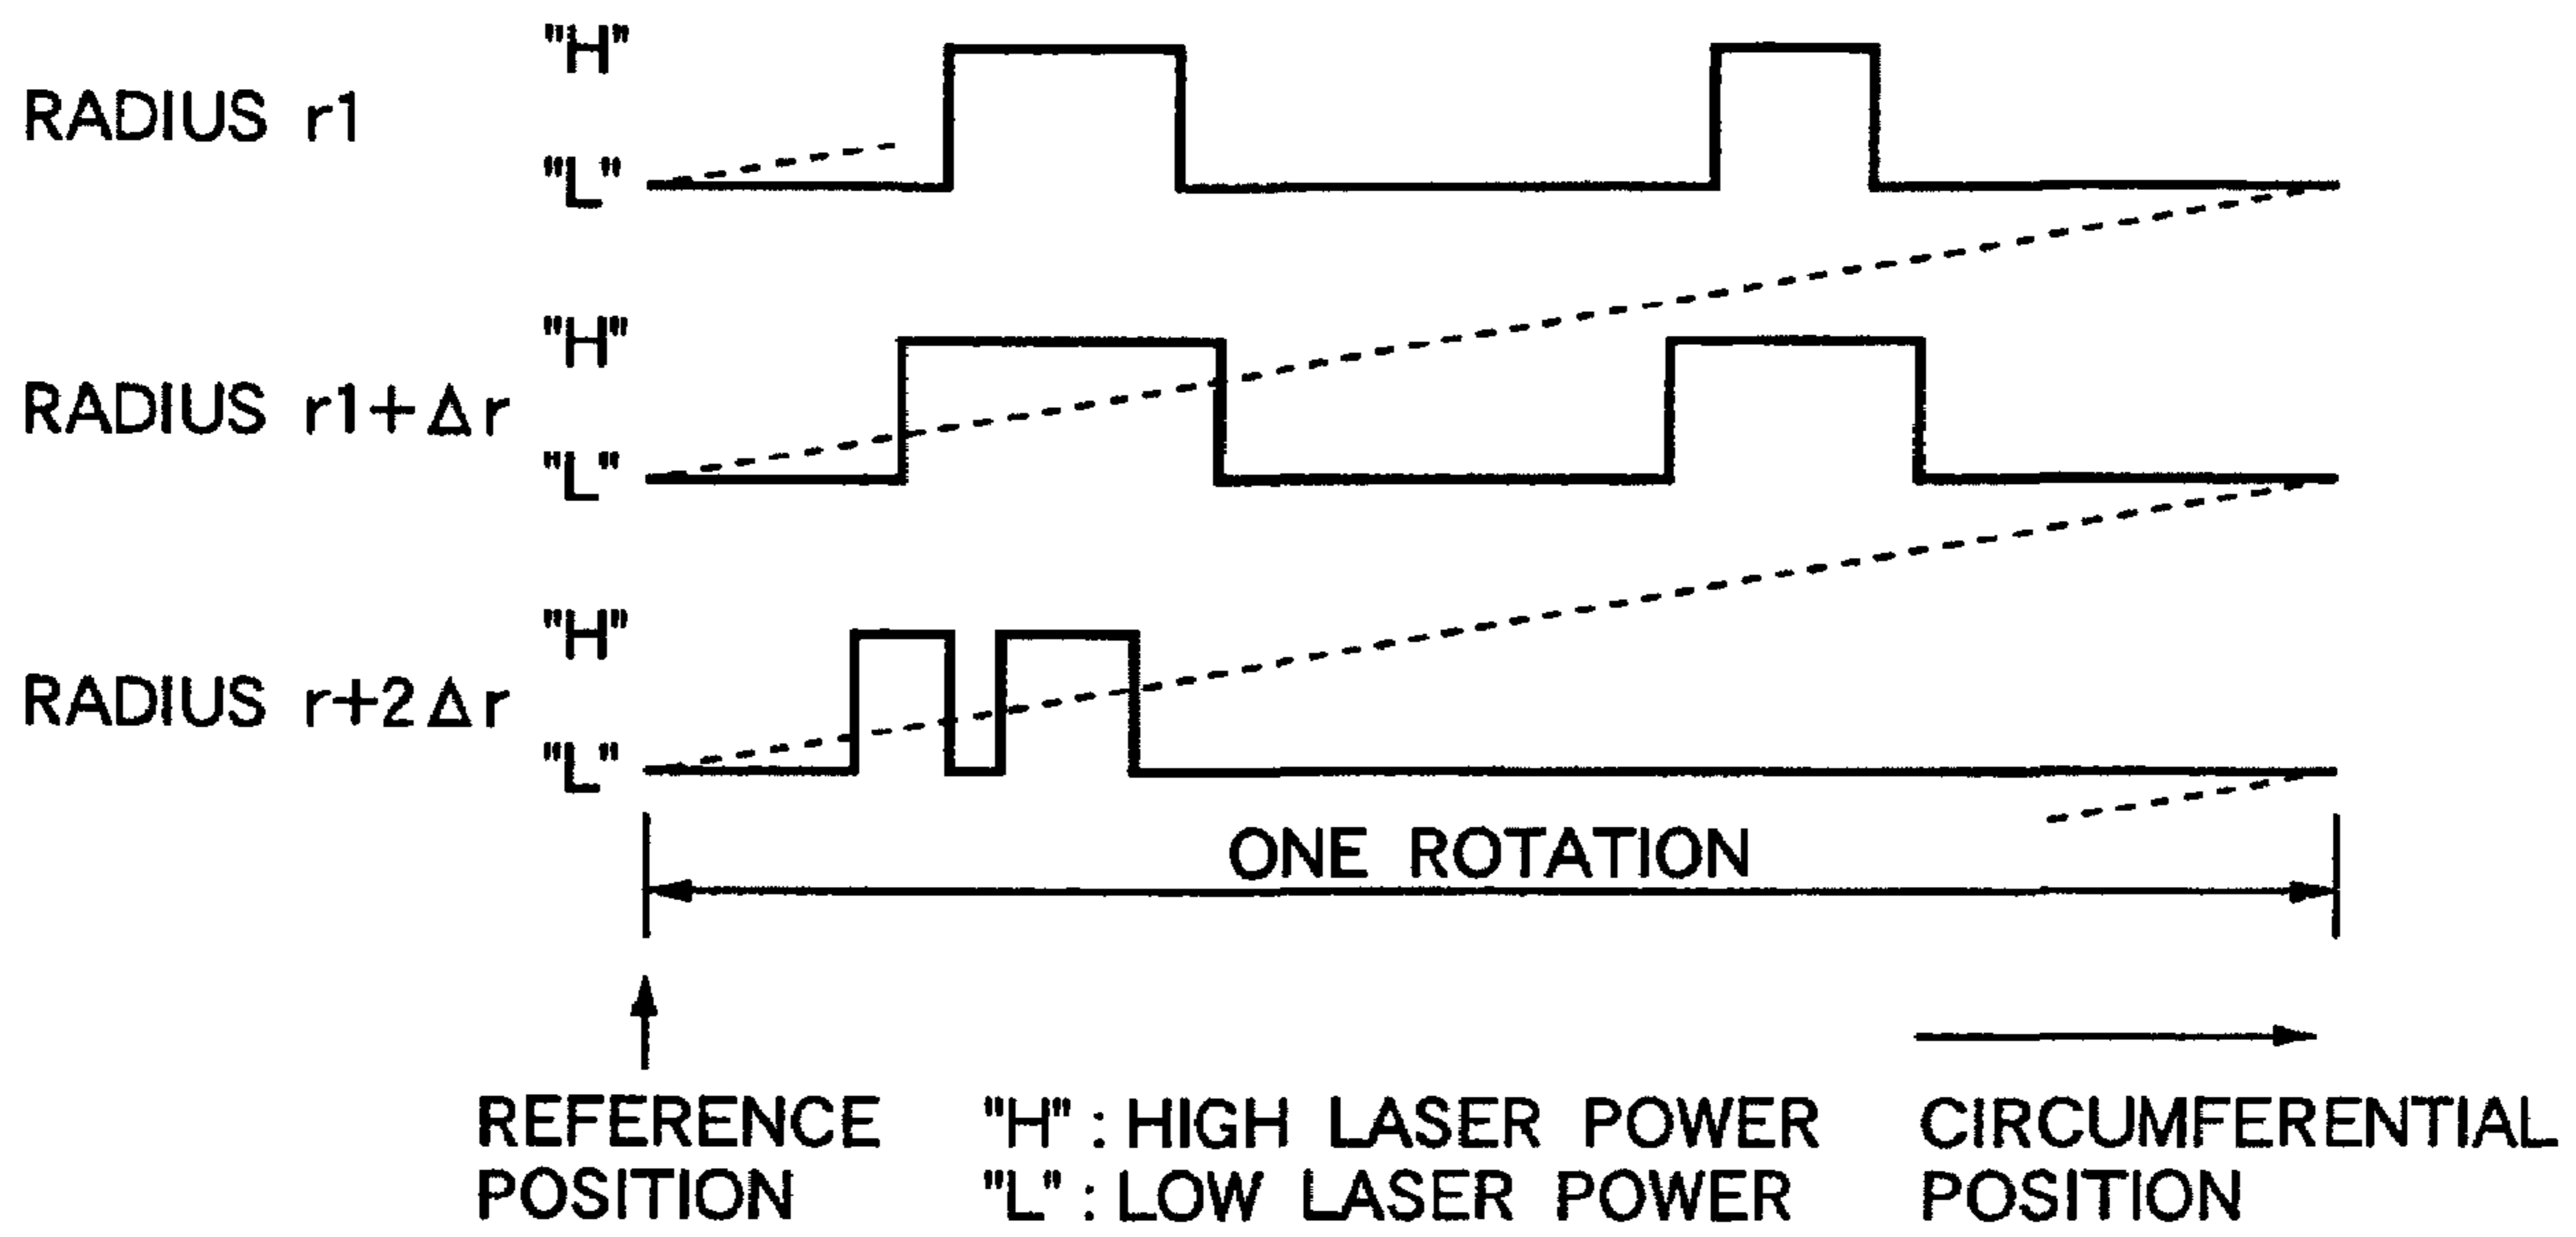 "H"
RADIUS r1
"L"
"H"
RADIUS r1+Δr
"L"
"H"
RADIUS r+2Δr
"L"
ONE ROTATION
REFERENCE POSITION
"H" : HIGH LASER POWER
"L" : LOW LASER POWER
CIRCUMFERENTIAL POSITION